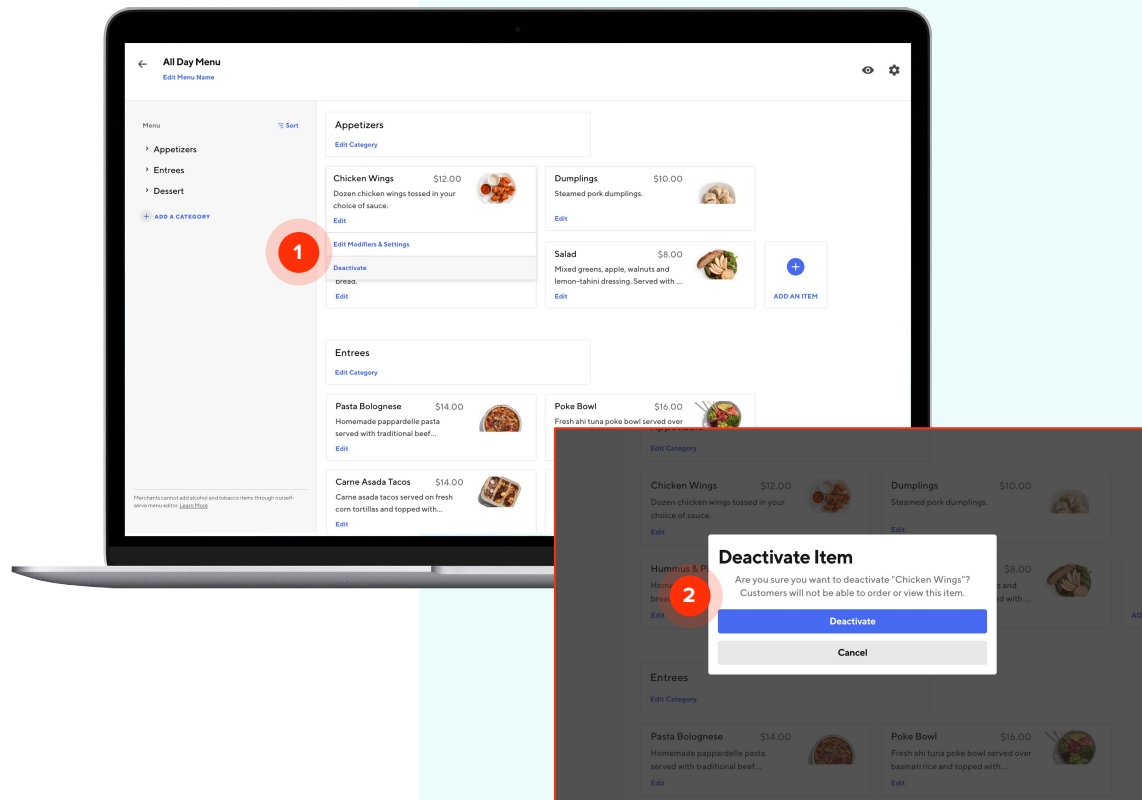 All Day Menu
Edit Menu Name
Menu
Sort
Appetizers
Entrees
Dessert
ADD A CATEGORY
Merchants cannot add alcohol and tobacco items through ourself-
serve menu editor. Learn More
Appetizers
Edit Category
Chicken Wings $12.00
Dozen chicken wings tossed in your
choice of sauce.
Edit
Edit Modifiers & Settings
Deactivate
bread.
Edit
1
Dumplings $10.00
Steamed pork dumplings.
Edit
Salad $8.00
Mixed greens, apple, walnuts and
lemon-tahini dressing. Served with ...
Edit
ADD AN ITEM
Entrees
Edit Category
Pasta Bolognese $14.00
Homemade pappardelle pasta
served with traditional beef...
Edit
Poke Bowl $16.00
Fresh ahi tuna poke bowl served over
Carne Asada Tacos $14.00
Carne asada tacos served on fresh
corn tortillas and topped with...
Edit
Edit Category
Chicken Wings $12.00
Dozen chicken wings tossed in your
choice of sauce.
Edit
Dumplings $10.00
Steamed pork dumplings.
Edit
Hummus &
$8.00
and
ed with ...
Edit
2
Deactivate Item
Are you sure you want to deactivate "Chicken Wings"?
Customers will not be able to order or view this item.
Deactivate
Cancel
Entrees
Edit Category
Pasta Bolognese $14.00
Homemade pappardelle pasta
served with traditional beef...
Edit
Poke Bowl $16.00
Fresh ahi tuna poke bowl served over
basmati rice and topped with...
Edit